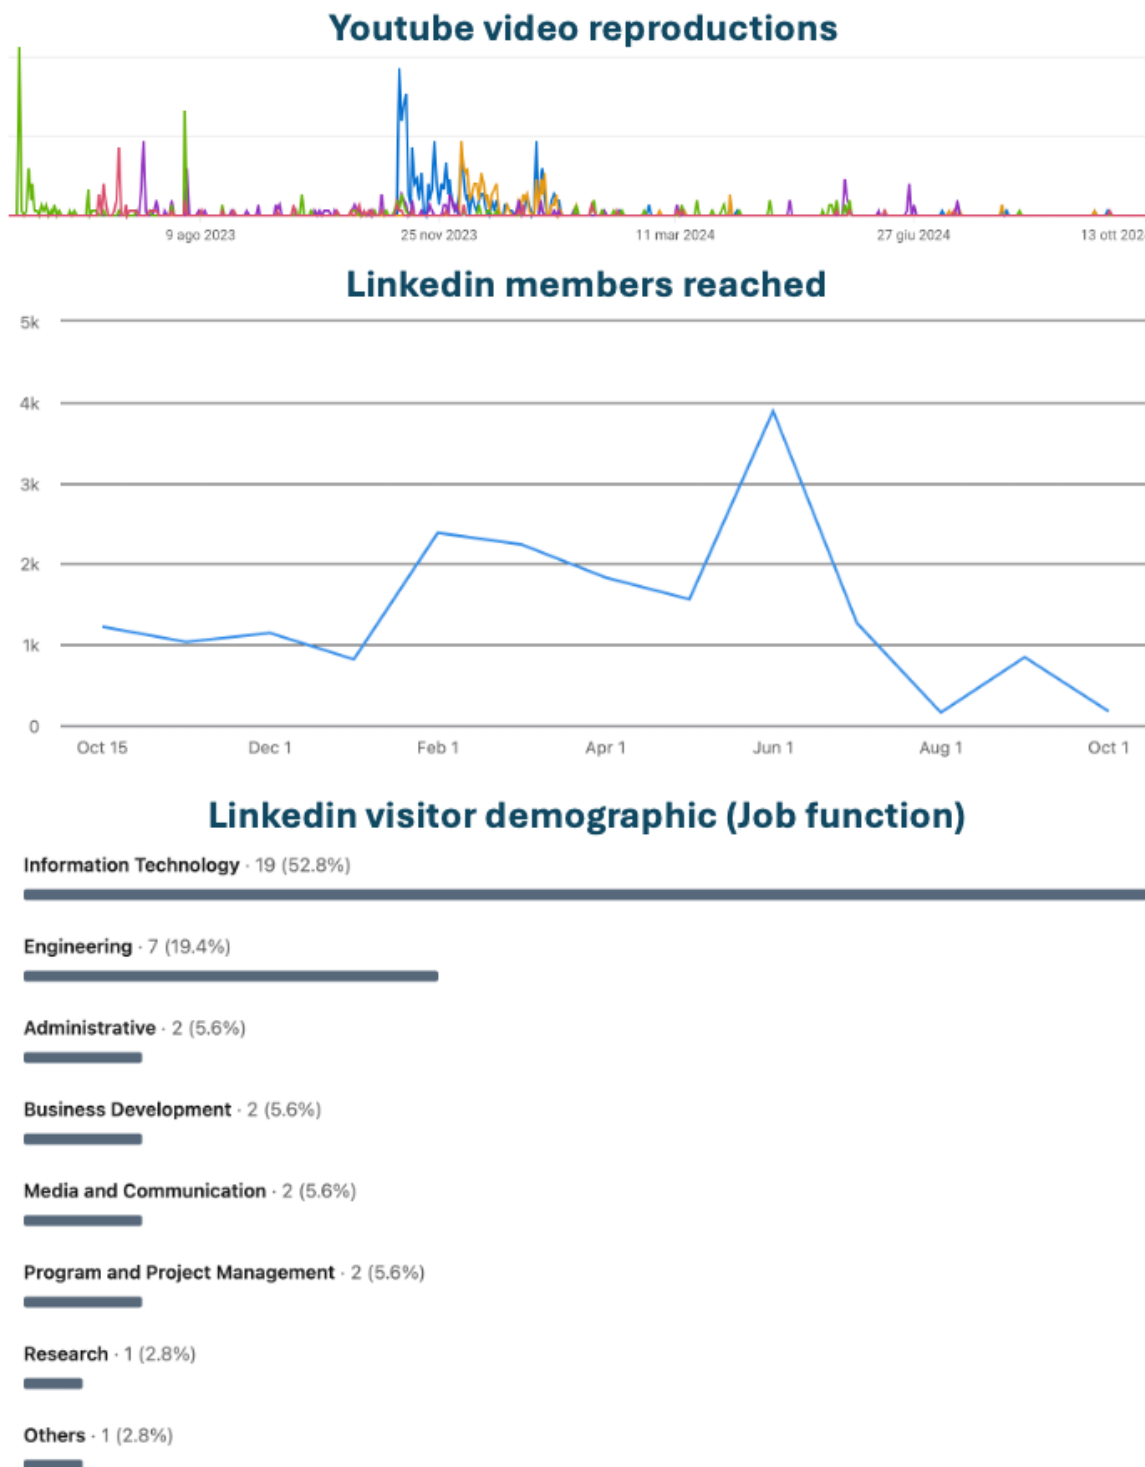 Youtube video reproductions
9 ago 2023 25 nov 2023 11 mar 2024 27 giu 2024 13 ott 202
Linkedin members reached
5k
4k
3k
2k
1k
0
Oct 15 Dec 1 Feb 1 Apr 1 Jun 1 Aug 1 Oct 1
Linkedin visitor demographic (Job function)
Information Technology · 19 (52.8%)
Engineering · 7 (19.4%)
Administrative · 2 (5.6%)
Business Development · 2 (5.6%)
Media and Communication · 2 (5.6%)
Program and Project Management · 2 (5.6%)
Research · 1 (2.8%)
Others · 1 (2.8%)